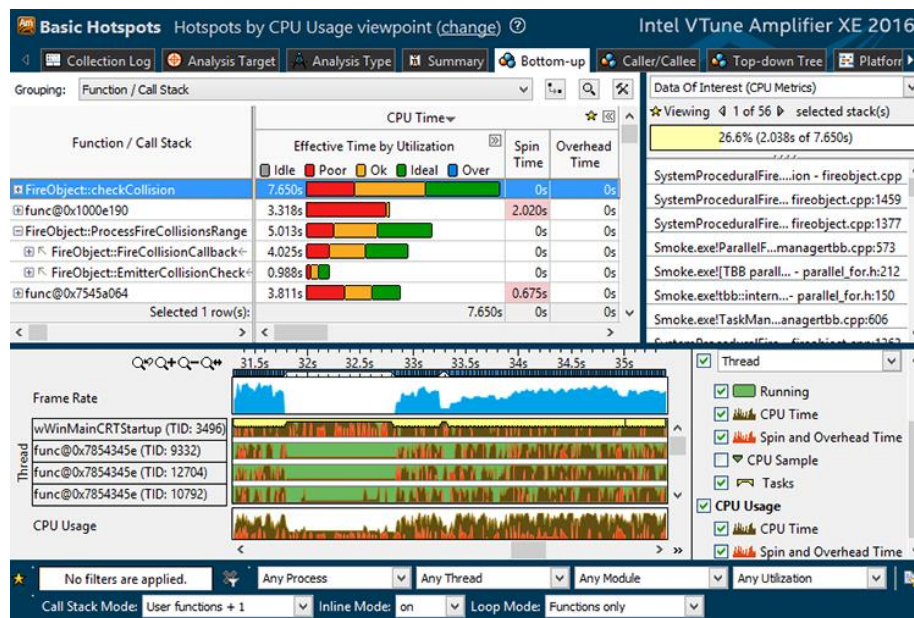 Basic Hotspots Hotspots by CPU Usage viewpoint (change) Intel VTune Amplifier XE 2016
Collection Log Analysis Target Analysis Type Summary Bottom-up Caller/Callee Top-down Tree Platforr
Grouping: Function / Call Stack
Function / Call Stack
CPU Time
Effective Time by Utilization
Idle Poor Ok Ideal Over
Spin Time
Overhead Time
FireObject::checkCollision 7.650s 0s 0s
func@0x1000e190 3.318s 2.020s 0s
FireObject::ProcessFireCollisionsRange 5.013s 0s 0s
FireObject::FireCollisionCallback 4.025s 0s 0s
FireObject::EmitterCollisionCheck 0.988s 0s 0s
func@0x7545a064 3.811s 0.675s 0s
Selected 1 row(s): 7.650s 0s 0s
Data Of Interest (CPU Metrics)
Viewing 1 of 56 selected stack(s)
26.6% (2.038s of 7.650s)
SystemProceduralFire....ion - fireobject.cpp
SystemProceduralFire... fireobject.cpp:1459
SystemProceduralFire... fireobject.cpp:1377
Smoke.exe!ParallelF...managertbb.cpp:573
Smoke.exe![TBB parall... - parallel_for.h:212
Smoke.exe!tbb::intern...- parallel_for.h:150
Smoke.exe!TaskMan...anagertbb.cpp:606
31.5s 32s 32.5s 33s 33.5s 34s 34.5s 35s
Frame Rate
Thread
wWinMainCRTStartup (TID: 3496)
func@0x7854345e (TID: 9332)
func@0x7854345e (TID: 12704)
func@0x7854345e (TID: 10792)
CPU Usage
Thread
Running
CPU Time
Spin and Overhead Time
CPU Sample
Tasks
CPU Usage
CPU Time
Spin and Overhead Time
No filters are applied. Any Process Any Thread Any Module Any Utilization
Call Stack Mode: User functions + 1 Inline Mode: on Loop Mode: Functions only